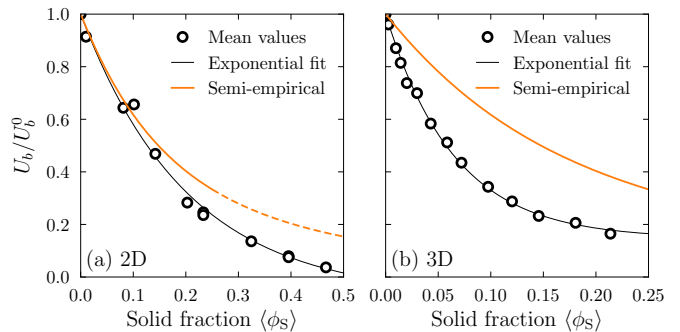 1.0
0.8
0.6
0.4
0.2
0.0
U_b/U_b^0
Mean values
Exponential fit
Semi-empirical
(a) 2D
0.0 0.1 0.2 0.3 0.4 0.5
Solid fraction ⟨ϕ_S⟩
Mean values
Exponential fit
Semi-empirical
(b) 3D
0.00 0.05 0.10 0.15 0.20 0.25
Solid fraction ⟨ϕ_S⟩